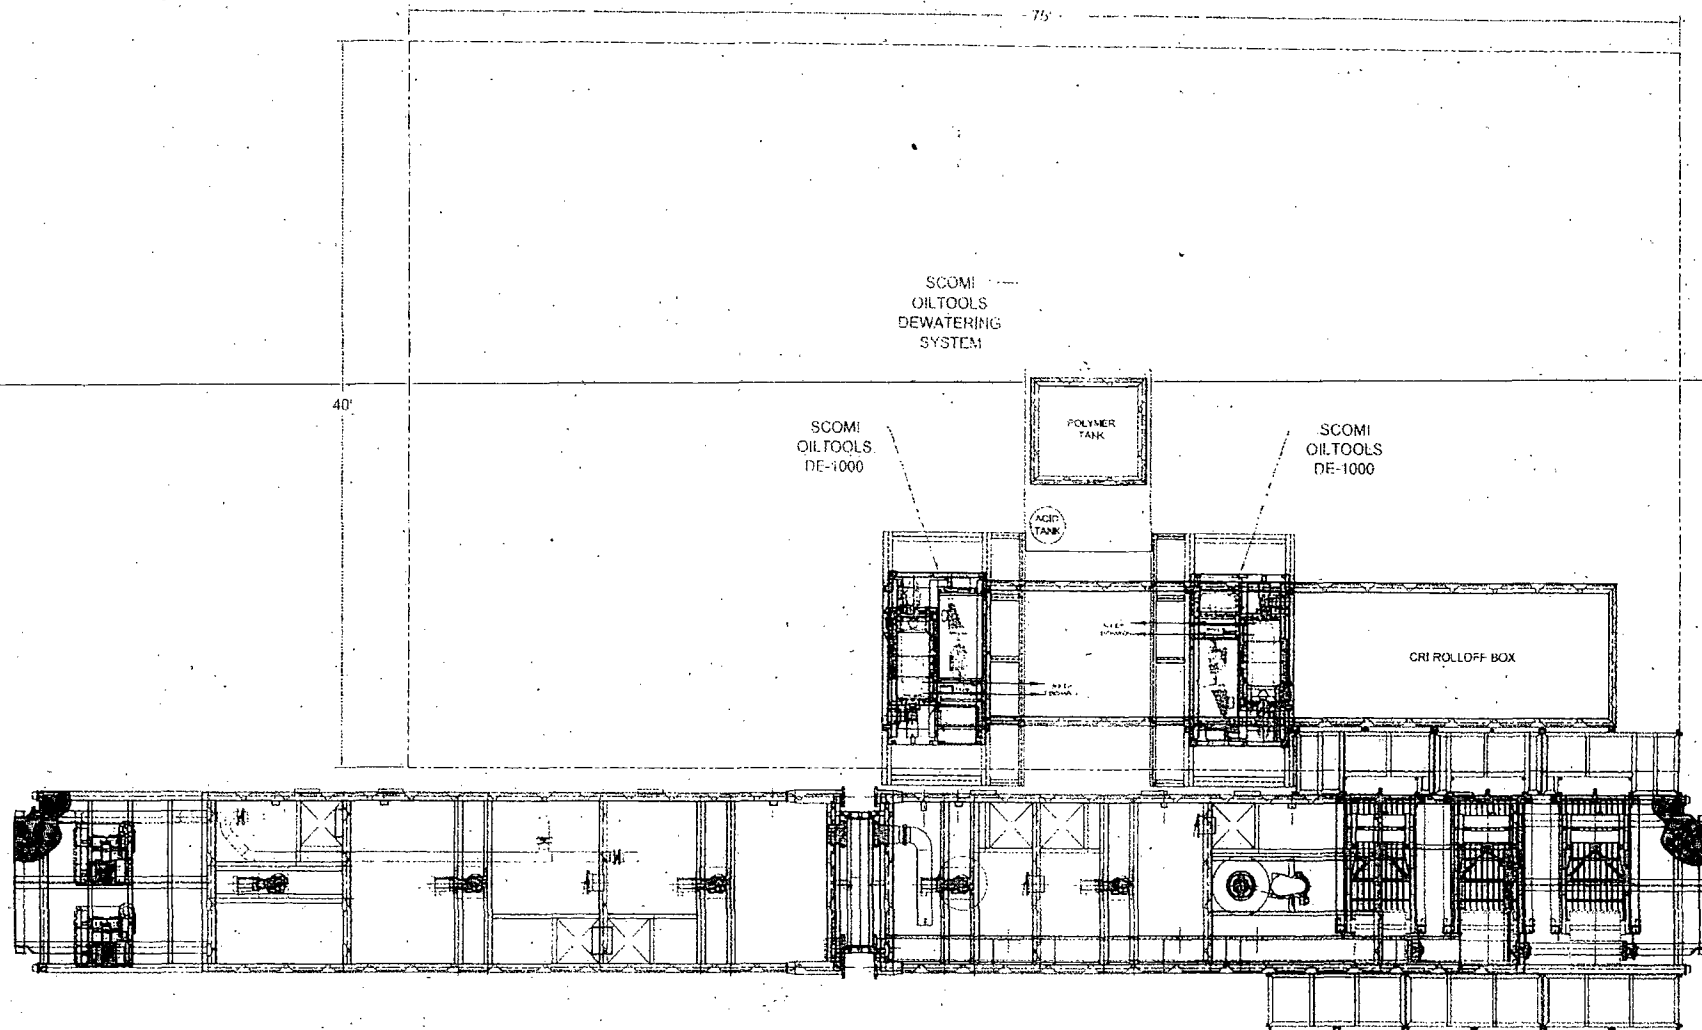 75'
SCOMI
OILTOOLS
DEWATERING
SYSTEM
40'
SCOMI
OILTOOLS
DE-1000
POLYMER
TANK
SCOMI
OILTOOLS
DE-1000
ACID
TANK
CRI ROLLOFF BOX